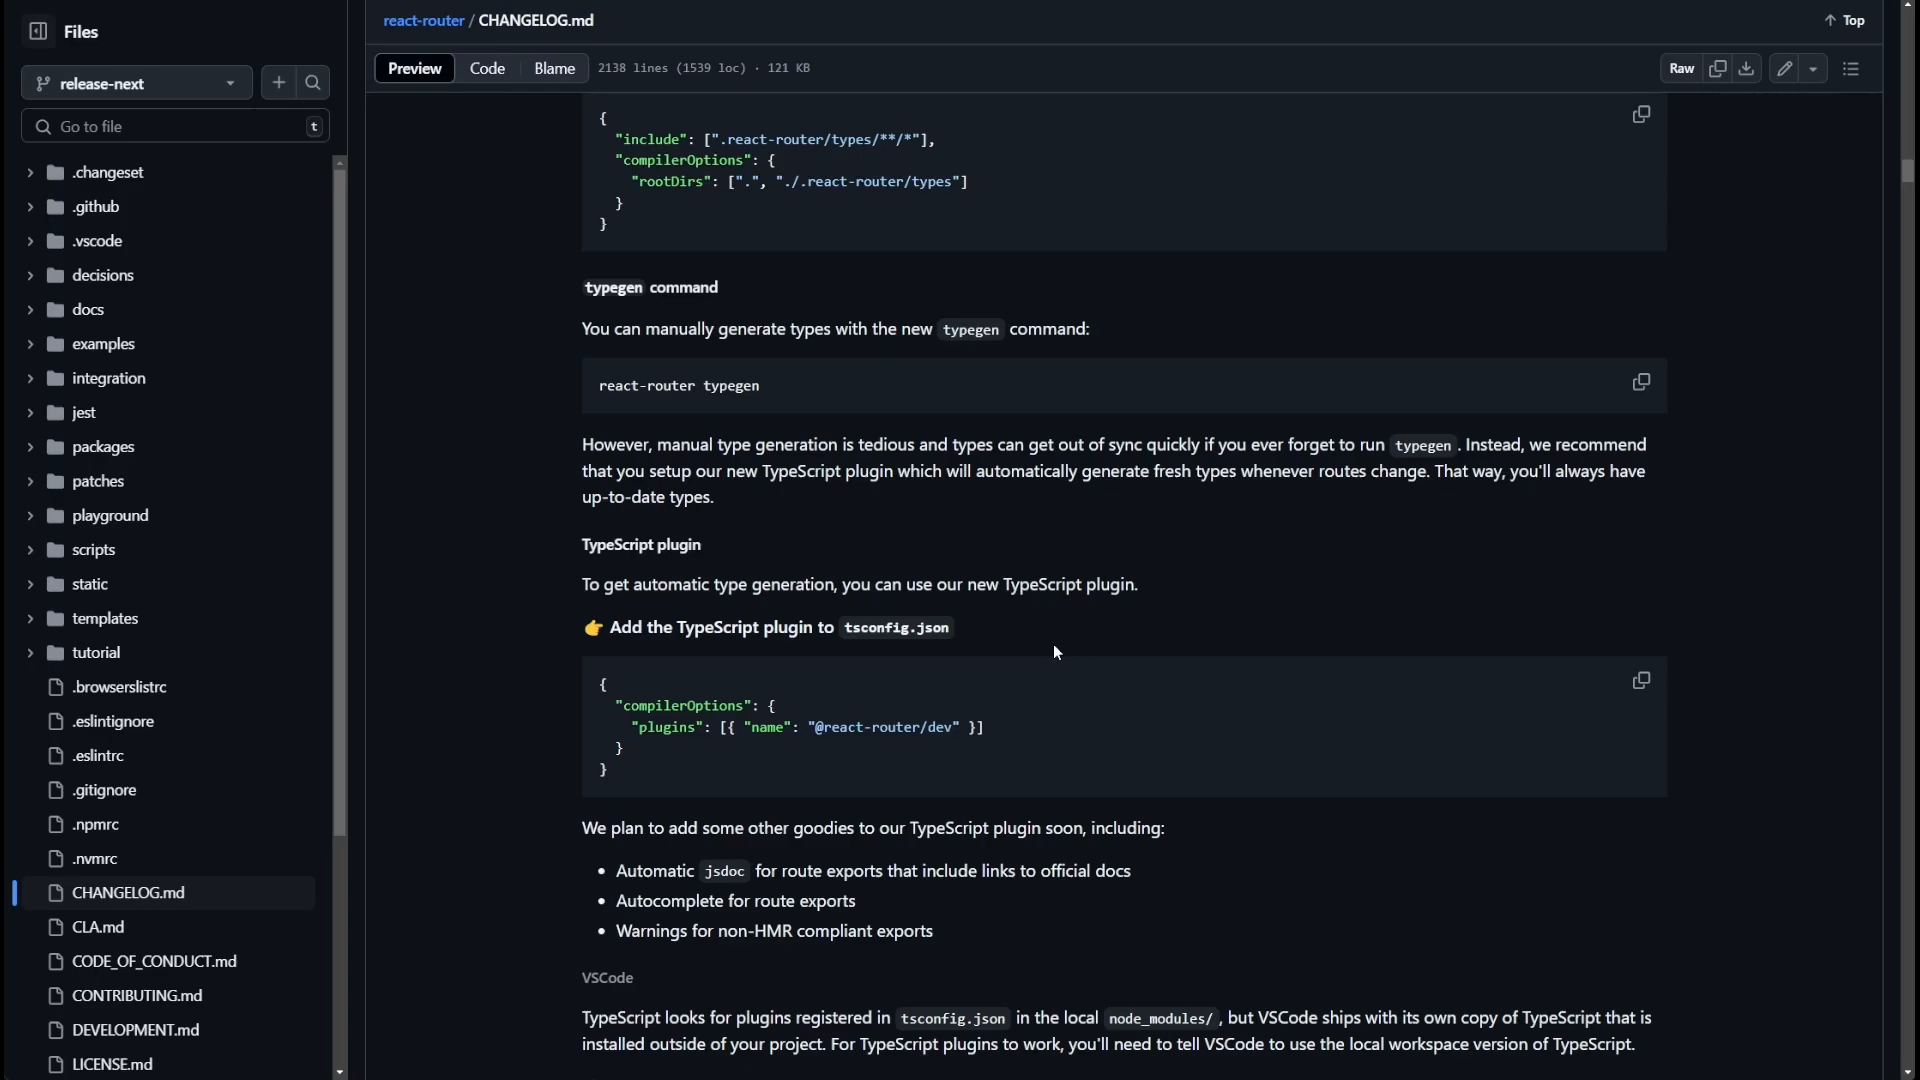 Files
release-next
Go to file
t
.changeset
.github
.vscode
decisions
docs
examples
integration
jest
packages
patches
playground
scripts
static
templates
tutorial
.browserslistrc
.eslintignore
.eslintrc
.gitignore
.npmrc
.nvmrc
CHANGELOG.md
CLA.md
CODE_OF_CONDUCT.md
CONTRIBUTING.md
DEVELOPMENT.md
LICENSE.md
react-router / CHANGELOG.md
↑ Top
Preview Code Blame 2138 lines (1539 loc) · 121 KB
Raw
{
"include": [".react-router/types/**/*"],
"compilerOptions": {
"rootDirs": [".", "./.react-router/types"]
}
}
typegen command
You can manually generate types with the new typegen command:
react-router typegen
However, manual type generation is tedious and types can get out of sync quickly if you ever forget to run typegen. Instead, we recommend
that you setup our new TypeScript plugin which will automatically generate fresh types whenever routes change. That way, you'll always have
up-to-date types.
TypeScript plugin
To get automatic type generation, you can use our new TypeScript plugin.
👉 Add the TypeScript plugin to tsconfig.json
{
"compilerOptions": {
"plugins": [{ "name": "@react-router/dev" }]
}
}
We plan to add some other goodies to our TypeScript plugin soon, including:
• Automatic jsdoc for route exports that include links to official docs
• Autocomplete for route exports
• Warnings for non-HMR compliant exports
VSCode
TypeScript looks for plugins registered in tsconfig.json in the local node_modules/, but VSCode ships with its own copy of TypeScript that is
installed outside of your project. For TypeScript plugins to work, you'll need to tell VSCode to use the local workspace version of TypeScript.